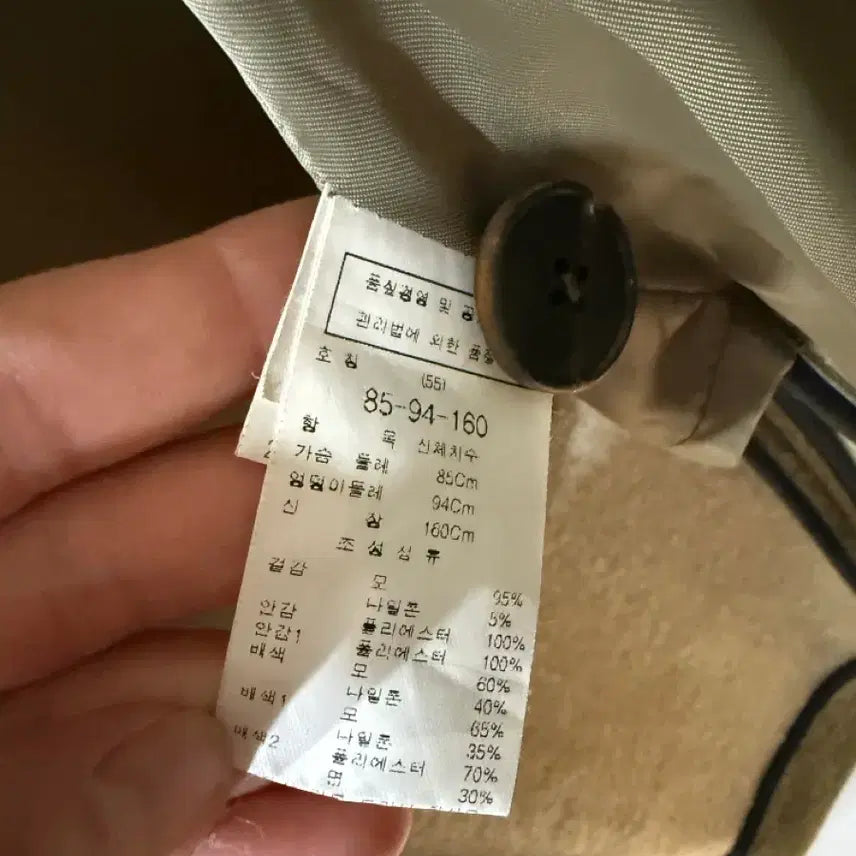 품질경영 및 공
관리법에 의한 품질
호 칭
(55)
85-94-160
항 목 신체치수
가슴 둘레 85Cm
엉덩이둘레 94Cm
신 장 160Cm
조 성 섬 유
겉감 모 95%
나일론 5%
안감 폴리에스터 100%
안감1 폴리에스터 100%
배색 모 60%
나일론 40%
배색1 모 65%
나일론 35%
배색2 폴리에스터 70%
면 30%